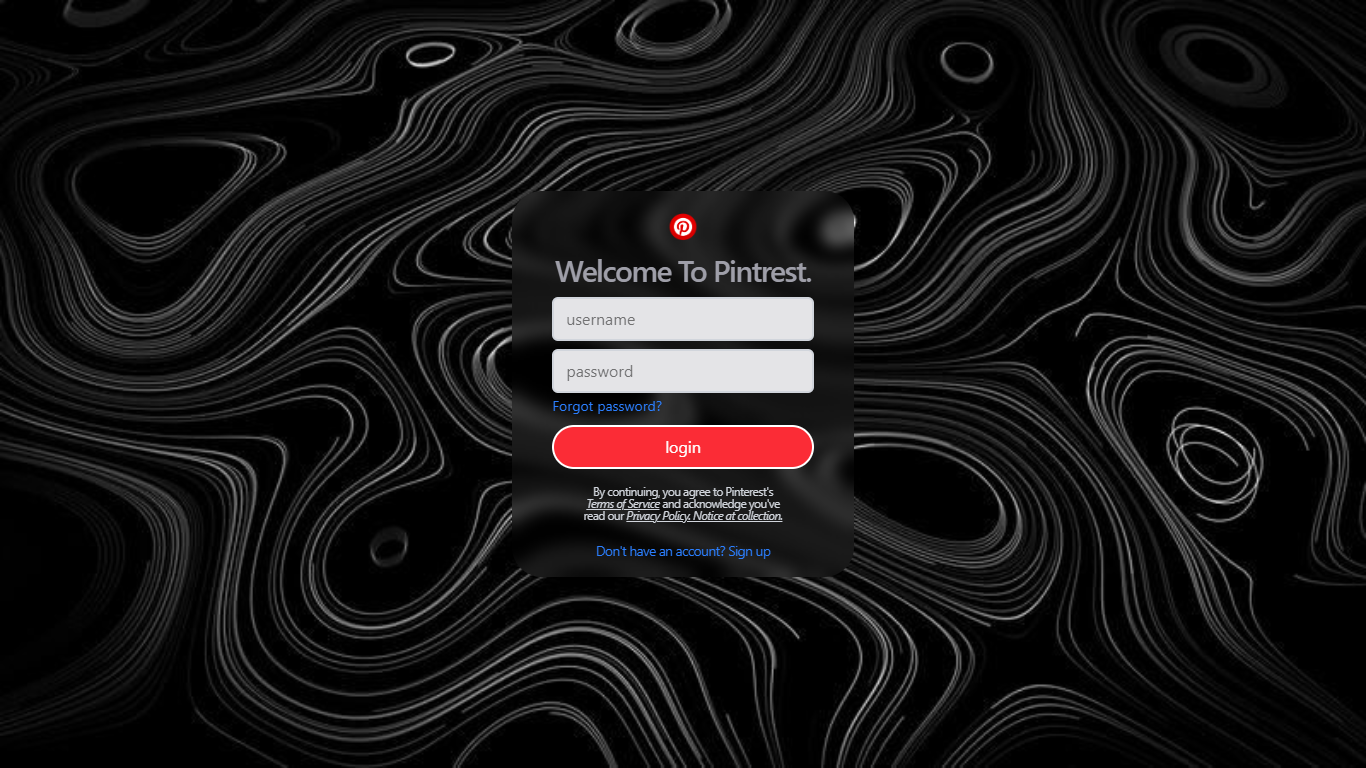 Welcome To Pintrest.
username
password
Forgot password?
login
By continuing, you agree to Pinterest's
Terms of Service and acknowledge you've
read our Privacy Policy. Notice at collection.
Don't have an account? Sign up